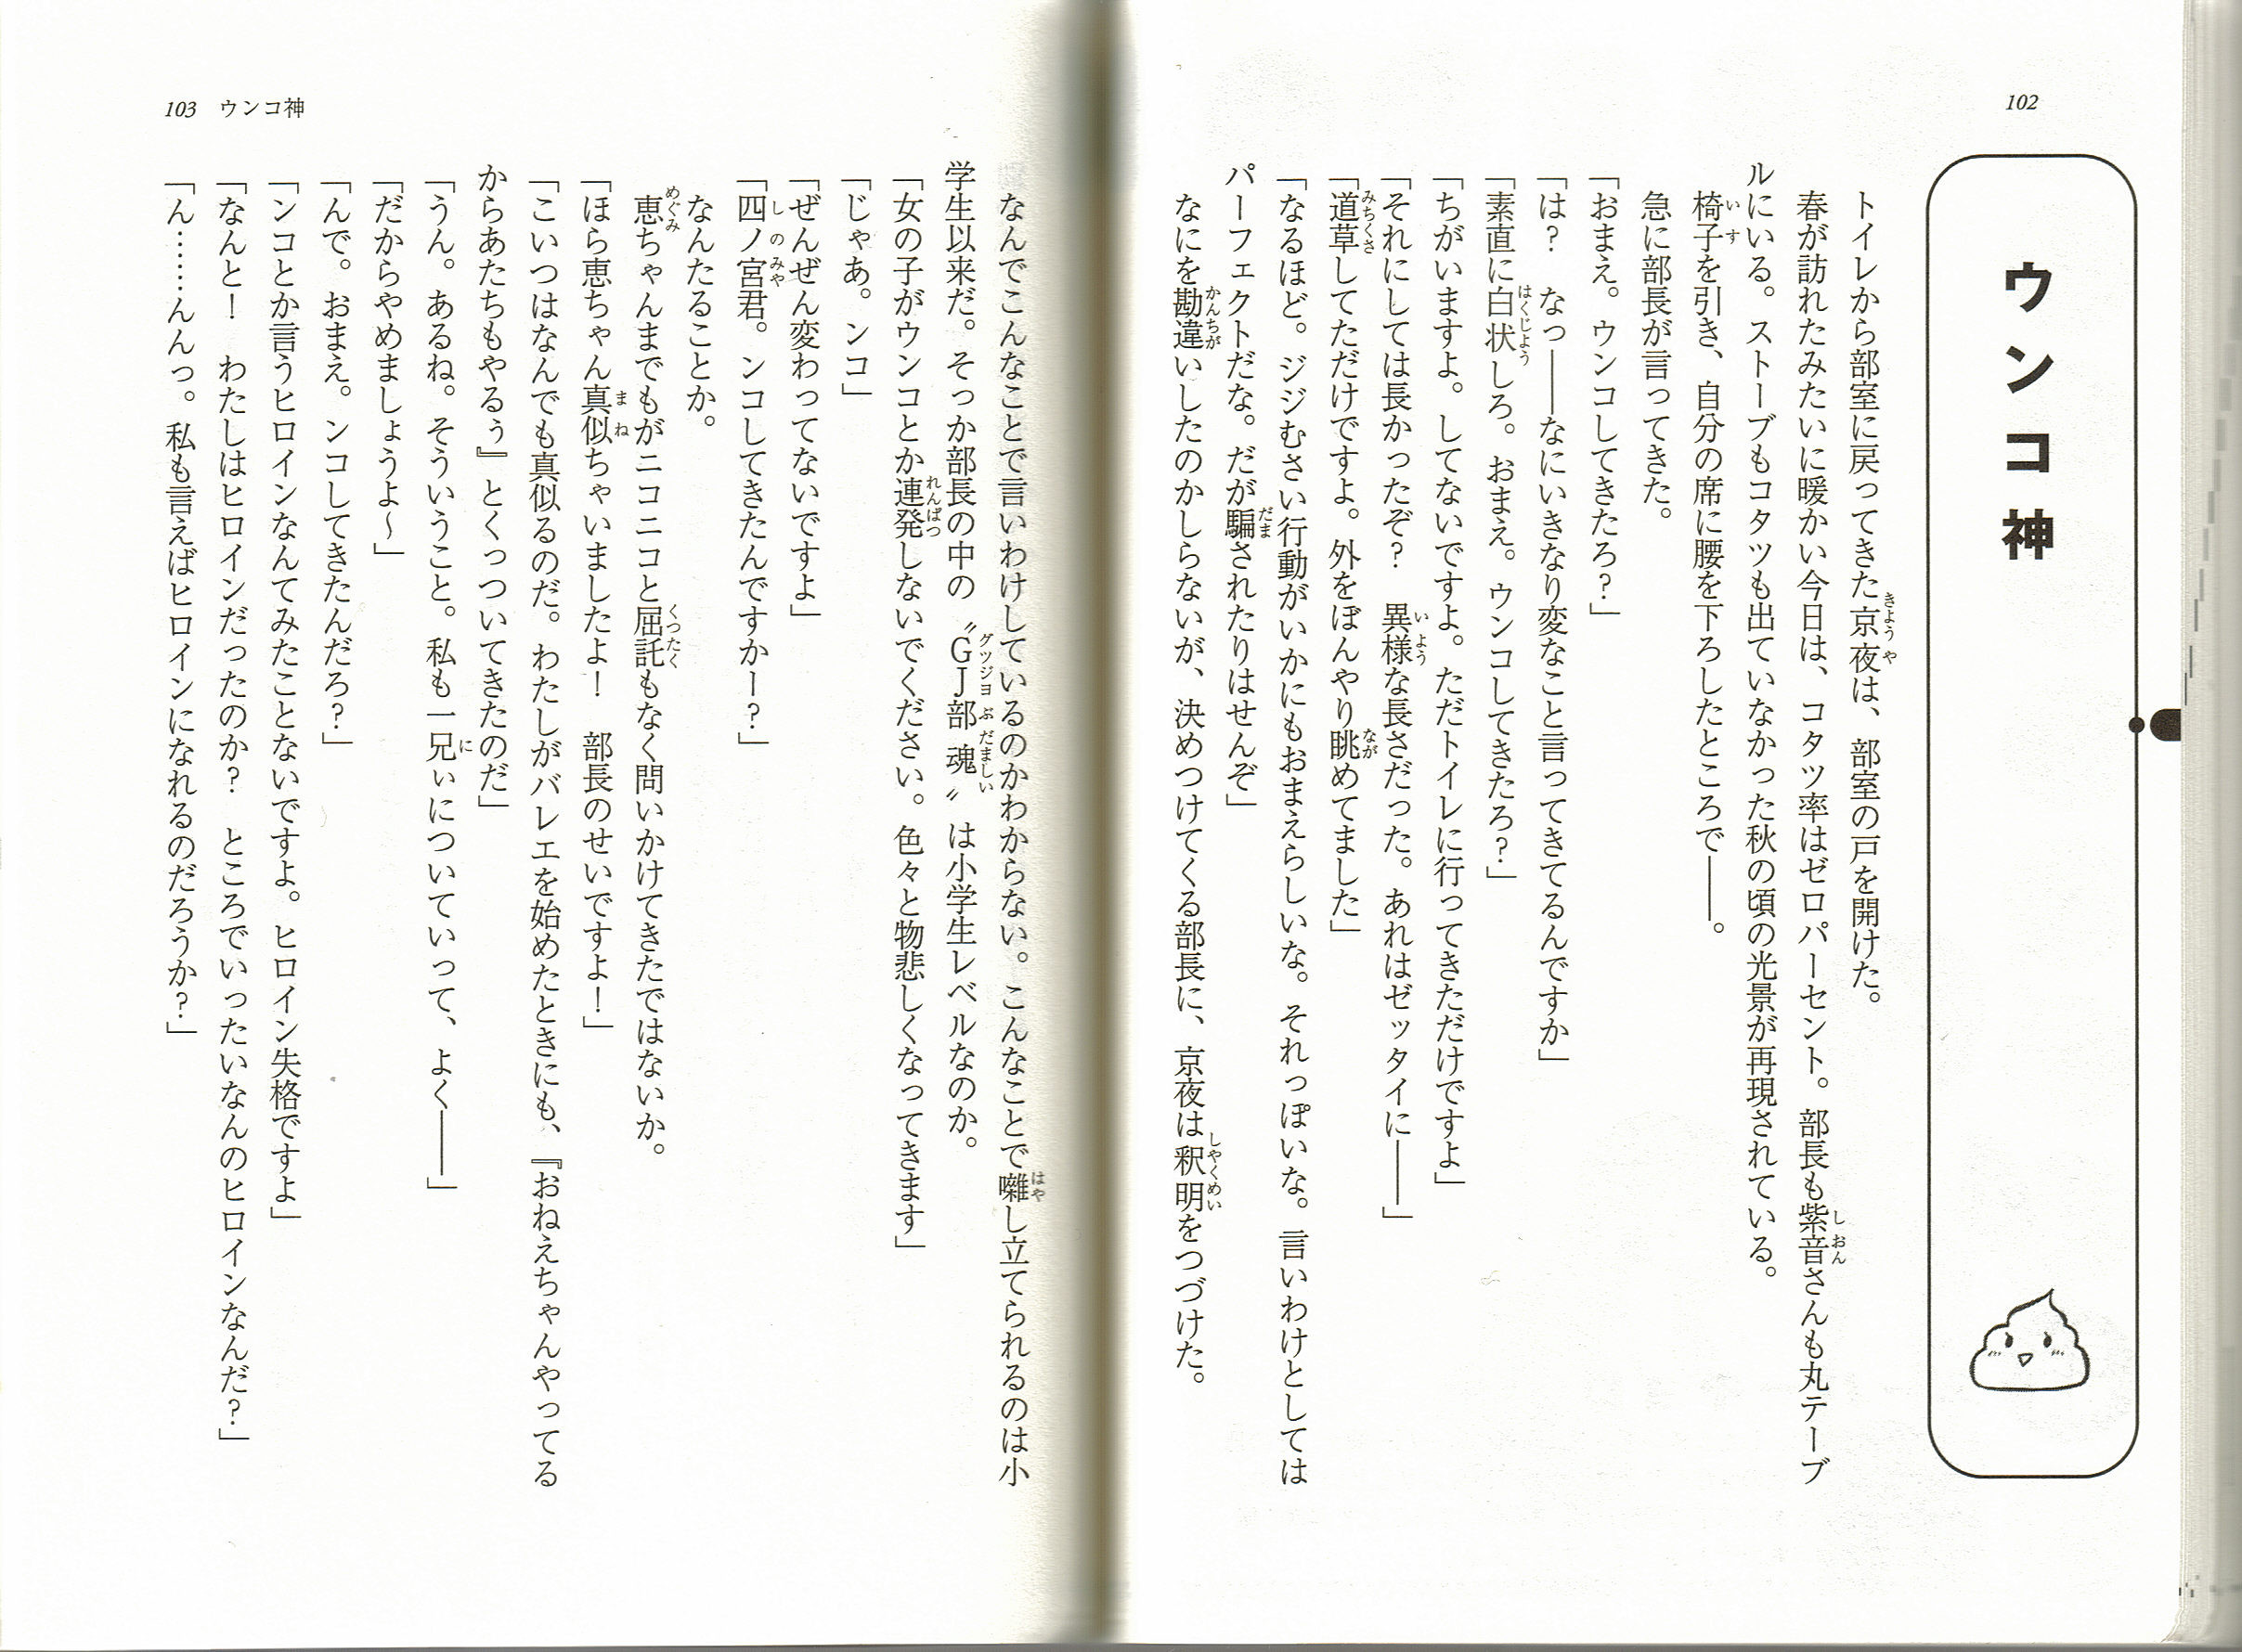 102
ウンコ神
トイレから部室に戻ってきた京夜は、部室の戸を開けた。
春が訪れたみたいに暖かい今日は、コタツ率はゼロパーセント。部長も紫音さんも丸テーブ
ルにいる。ストーブもコタツも出ていなかった秋の頃の光景が再現されている。
椅子を引き、自分の席に腰を下ろしたところで――。
急に部長が言ってきた。
「おまえ。ウンコしてきたろ？」
「は？　なっ――なにいきなり変なこと言ってきてるんですか」
「素直に白状しろ。おまえ。ウンコしてきたろ？」
「ちがいますよ。してないですよ。ただトイレに行ってきただけですよ」
「それにしては長かったぞ？　異様な長さだった。あれはゼッタイに――」
「道草してただけですよ。外をぼんやり眺めてました」
「なるほど。ジジむさい行動がいかにもおまえらしいな。それっぽいな。言いわけとしては
パーフェクトだな。だが騙されたりはせんぞ」
なにを勘違いしたのかしらないが、決めつけてくる部長に、京夜は釈明をつづけた。
103 ウンコ神
なんでこんなことで言いわけしているのかわからない。こんなことで囃し立てられるのは小
学生以来だ。そっか部長の中の〝GJ部魂〟は小学生レベルなのか。
「女の子がウンコとか連発しないでください。色々と物悲しくなってきます」
「じゃあ。ンコ」
「ぜんぜん変わってないですよ」
「四ノ宮君。ンコしてきたんですかー？」
なんたることか。
恵ちゃんまでもがニコニコと屈託もなく問いかけてきたではないか。
「ほら恵ちゃん真似ちゃいましたよ！　部長のせいですよ！」
「こいつはなんでも真似るのだ。わたしがバレエを始めたときにも、『おねえちゃんやってる
からあたちもやるぅ』とくっついてきたのだ」
「うん。あるね。そういうこと。私も一兄ぃについていって、よく――」
「だからやめましょうよ～」
「んで。おまえ。ンコしてきたんだろ？」
「ンコとか言うヒロインなんてみたことないですよ。ヒロイン失格ですよ」
「なんと！　わたしはヒロインだったのか？　ところでいったいなんのヒロインなんだ？」
「ん……んんっ。私も言えばヒロインになれるのだろうか？」